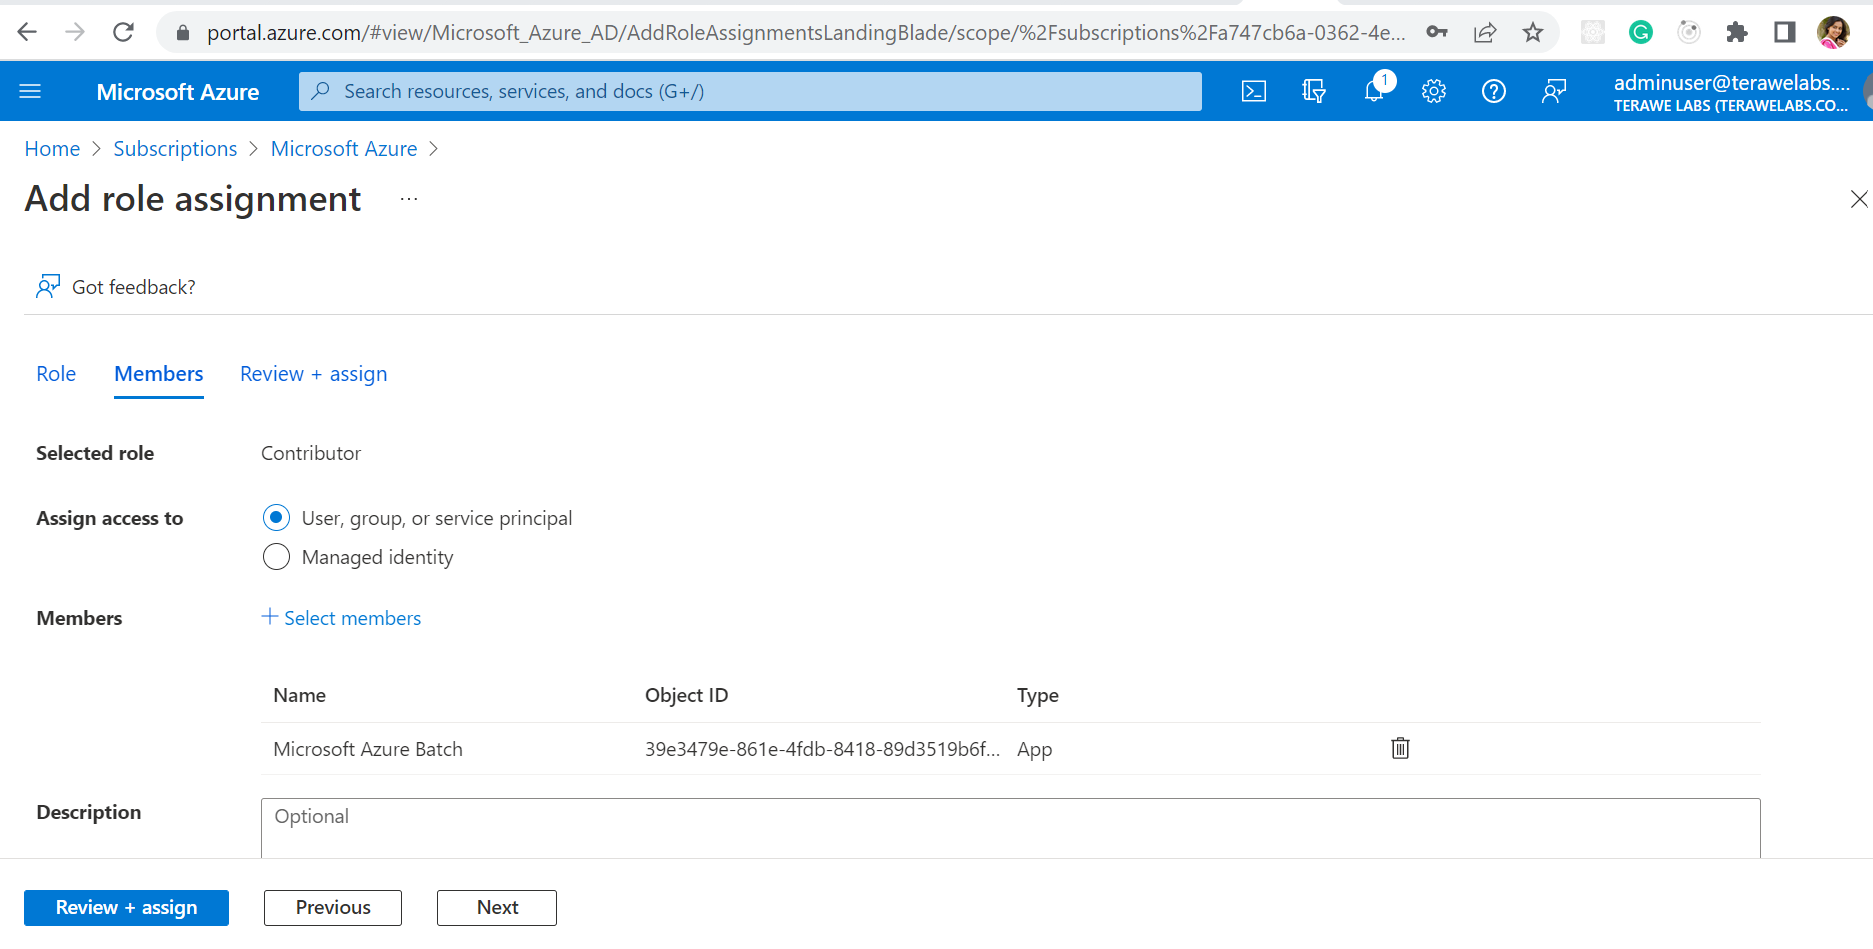 portal.azure.com/#view/Microsoft_Azure_AD/AddRoleAssignmentsLandingBlade/scope/%2Fsubscriptions%2Fa747cb6a-0362-4e...
Microsoft Azure
Search resources, services, and docs (G+/)
1
adminuser@terawelabs....
TERAWE LABS (TERAWELABS.CO...
Home > Subscriptions > Microsoft Azure >
Add role assignment ...
Got feedback?
Role Members Review + assign
Selected role Contributor
Assign access to User, group, or service principal
Managed identity
Members + Select members
Name Object ID Type
Microsoft Azure Batch 39e3479e-861e-4fdb-8418-89d3519b6f... App
Description Optional
Review + assign Previous Next